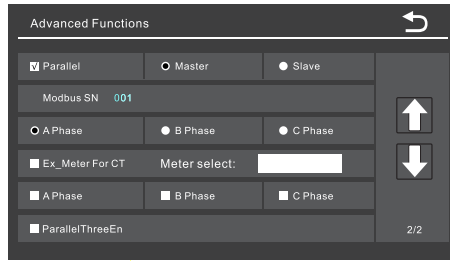 Advanced Functions
Parallel Master Slave
Modbus SN 001
A Phase B Phase C Phase
Ex_Meter For CT Meter select:
A Phase B Phase C Phase
ParallelThreeEn 2/2